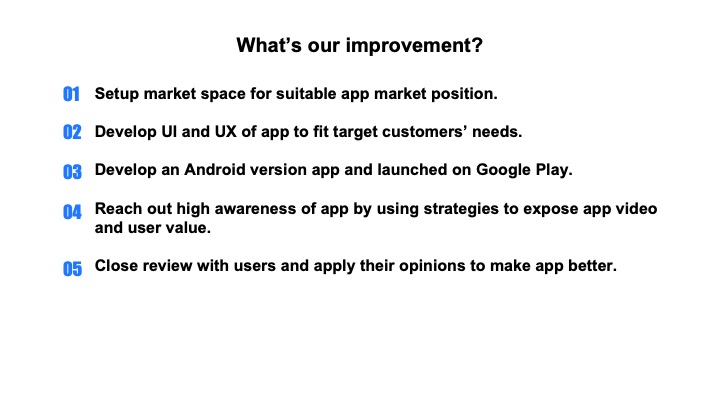 What’s our improvement?
01 Setup market space for suitable app market position.
02 Develop UI and UX of app to fit target customers’ needs.
03 Develop an Android version app and launched on Google Play.
04 Reach out high awareness of app by using strategies to expose app video
and user value.
05 Close review with users and apply their opinions to make app better.